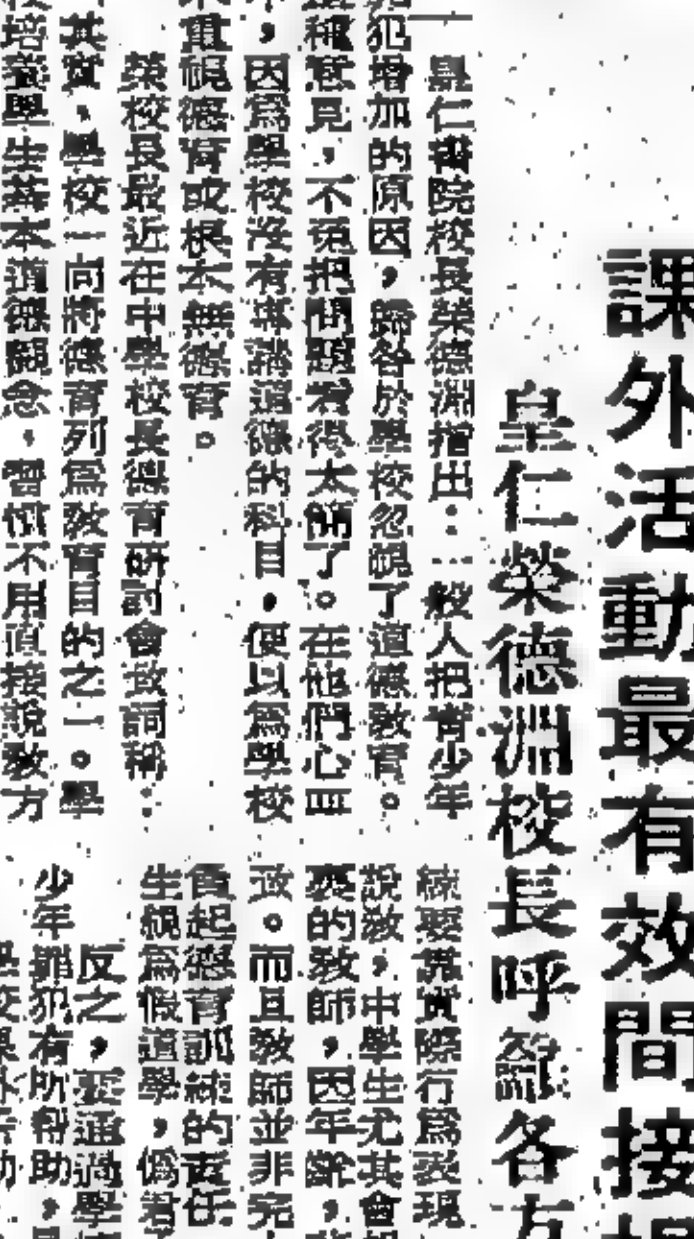 課外活動最有效間接
皇仁榮德洲校長呼籲各方
皇仁書院校長榮德洲指出：一般人把青少年
犯增加的原因，歸咎於學校忽視了道德教育。
種意見，不免把問題看得太簡了。在他們心
，因為學校沒有專講道德的科目，便以為學校
不重視德育或根本無德育。
榮校長最近在中學校長德育研討會致詞稱：
其實，學校一向將德育列為教育目的之一。學
校培養學生基本道德觀念，習慣不用直接說教方
練要靠實際行為表現
說教，中學生尤其會
裏的教師，因年齡，
效。而且教師並非完
負起德育訓練的責任
生視為假道學，偽君
反之，要通過學
少年罪犯有所幫助，